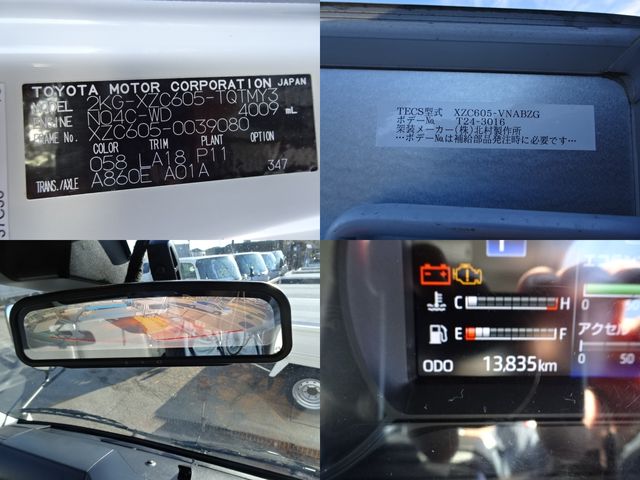 TOYOTA MOTOR CORPORATION JAPAN
MODEL 2KG-XZC605-TQTMY3
ENGINE N04C-WD 4009 mL
FRAME No. XZC605-0039080
COLOR TRIM PLANT OPTION
058 LA18 P11
TRANS./AXLE A860E A01A 347
TECS型式 XZC605-VNABZG
ボデー№ T24-3016
架装メーカー(株)北村製作所
…ボデー№は補給部品発注時に必要です…
C H
E F
ODO 13,835km
アクセル
0 50